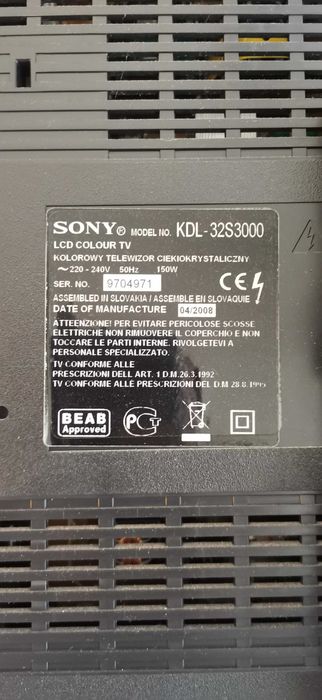 SONY® MODEL NO. KDL-32S3000
LCD COLOUR TV
KOLOROWY TELEWIZOR CIEKłOKRYSTALICZNY
~220 - 240V 50Hz 150W
SER. NO. 9704971
CE
ASSEMBLED IN SLOVAKIA / ASSEMBLE EN SLOVAQUIE
DATE OF MANUFACTURE 04/2008
ATTEENZIONE! PER EVITARE PERICOLOSE SCOSSE
ELETTRICHE NON RIMUOVERE IL COPERCHIO E NON
TOCCARE LE PARTI INTERNE. RIVOLGETEVI A
PERSONALE SPECIALIZZATO.
TV CONFORME ALLE
PRESCRIZIONI DELL ART. 1 D.M.26.3.1992
TV CONFORME ALLE PRESCRIZIONI DEL D.M 28.8.1995
BEAB
Approved